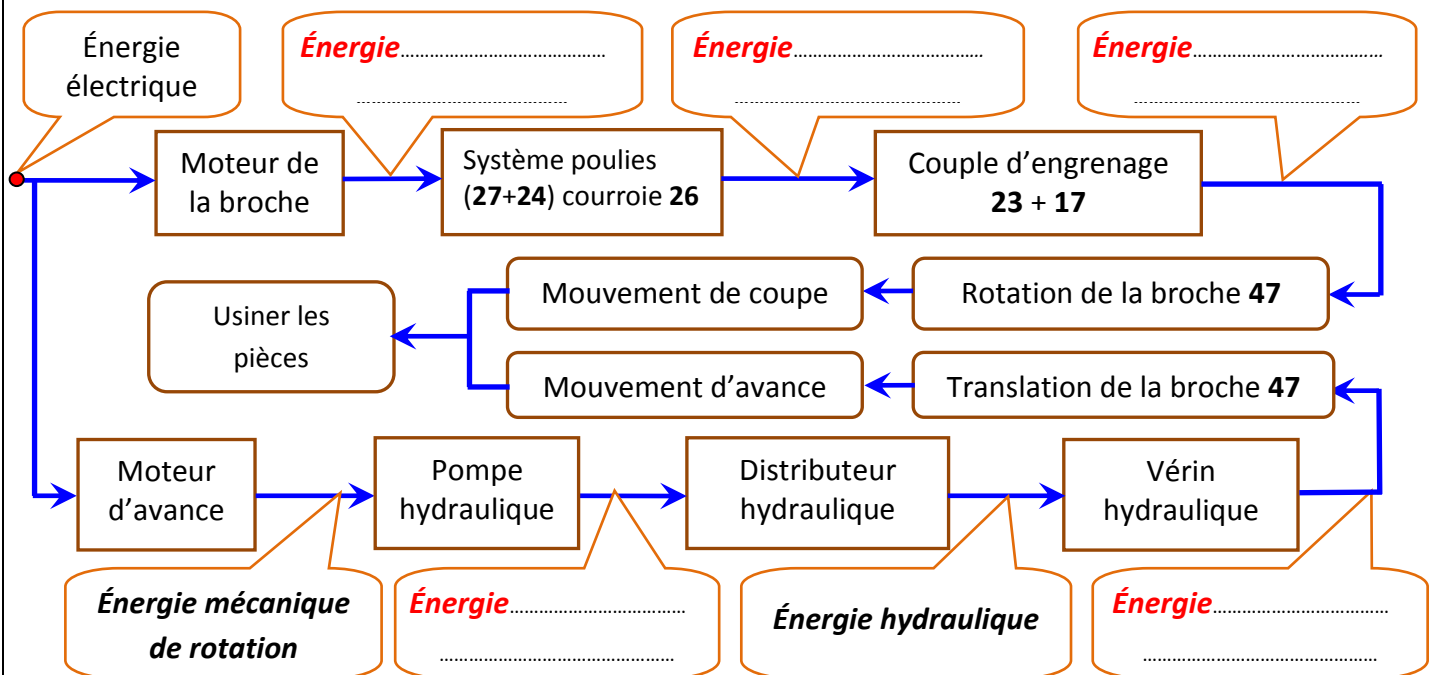 Énergie
électrique
Énergie.............................................
.............................................
Énergie.............................................
.............................................
Énergie.............................................
.............................................
Moteur de
la broche
Système poulies
(27+24) courroie 26
Couple d’engrenage
23 + 17
Usiner les
pièces
Mouvement de coupe
Rotation de la broche 47
Mouvement d’avance
Translation de la broche 47
Moteur
d’avance
Pompe
hydraulique
Distributeur
hydraulique
Vérin
hydraulique
Énergie mécanique
de rotation
Énergie.............................................
.............................................
Énergie hydraulique
Énergie.............................................
.............................................